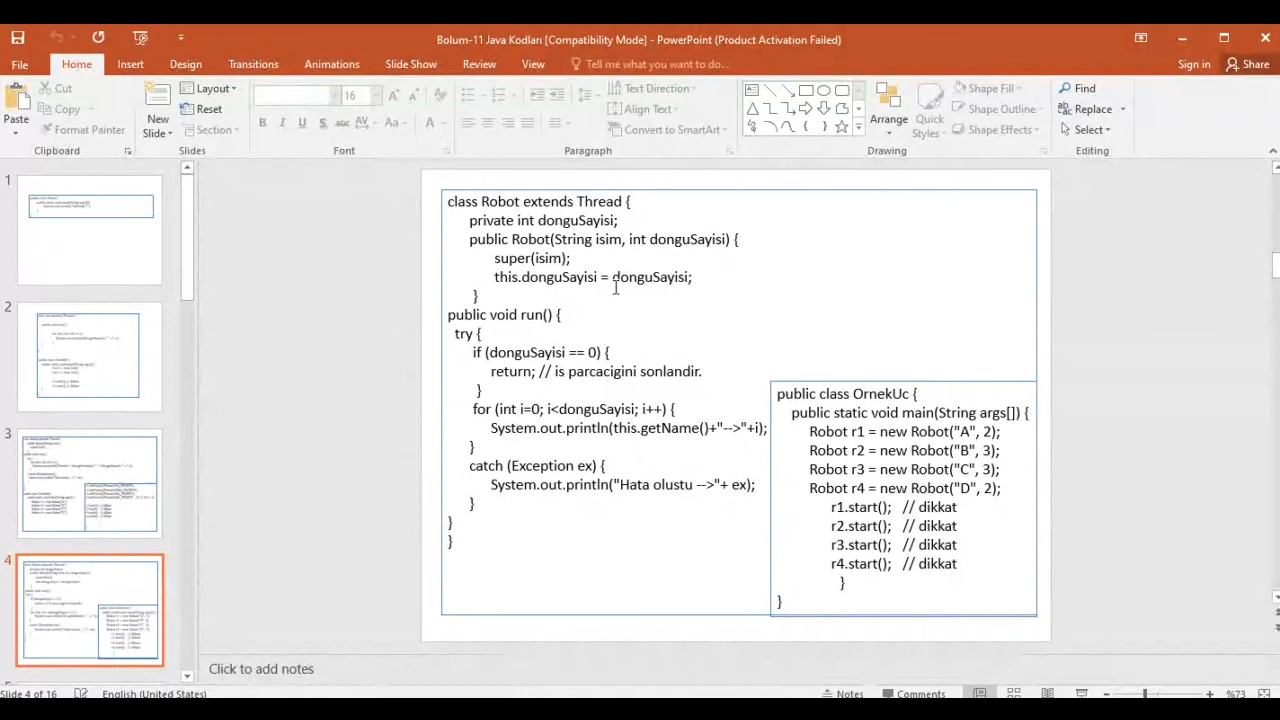 Bolum-11 Java Kodları [Compatibility Mode] - PowerPoint (Product Activation Failed)
File Home Insert Design Transitions Animations Slide Show Review View Tell me what you want to do... Sign in Share
Paste
Cut
Copy
Format Painter
Clipboard
New Slide
Layout
Reset
Section
Slides
16
Font
Text Direction
Align Text
Convert to SmartArt
Paragraph
Arrange
Quick Styles
Shape Fill
Shape Outline
Shape Effects
Drawing
Find
Replace
Select
Editing
1
2
3
4
class Robot extends Thread {
private int donguSayisi;
public Robot(String isim, int donguSayisi) {
super(isim);
this.donguSayisi = donguSayisi;
}
public void run() {
try {
if (donguSayisi == 0) {
return; // is parcacigini sonlandir.
}
for (int i=0; i<donguSayisi; i++) {
System.out.println(this.getName()+"-->"+i);
catch (Exception ex) {
System.out.println("Hata olustu -->"+ ex);
}
}
}
public class OrnekUc {
public static void main(String args[]) {
Robot r1 = new Robot("A", 2);
Robot r2 = new Robot("B", 3);
Robot r3 = new Robot("C", 3);
Robot r4 = new Robot("D", 2);
r1.start(); // dikkat
r2.start(); // dikkat
r3.start(); // dikkat
r4.start(); // dikkat
}
}
Click to add notes
Slide 4 of 16 English (United States) Notes Comments %73